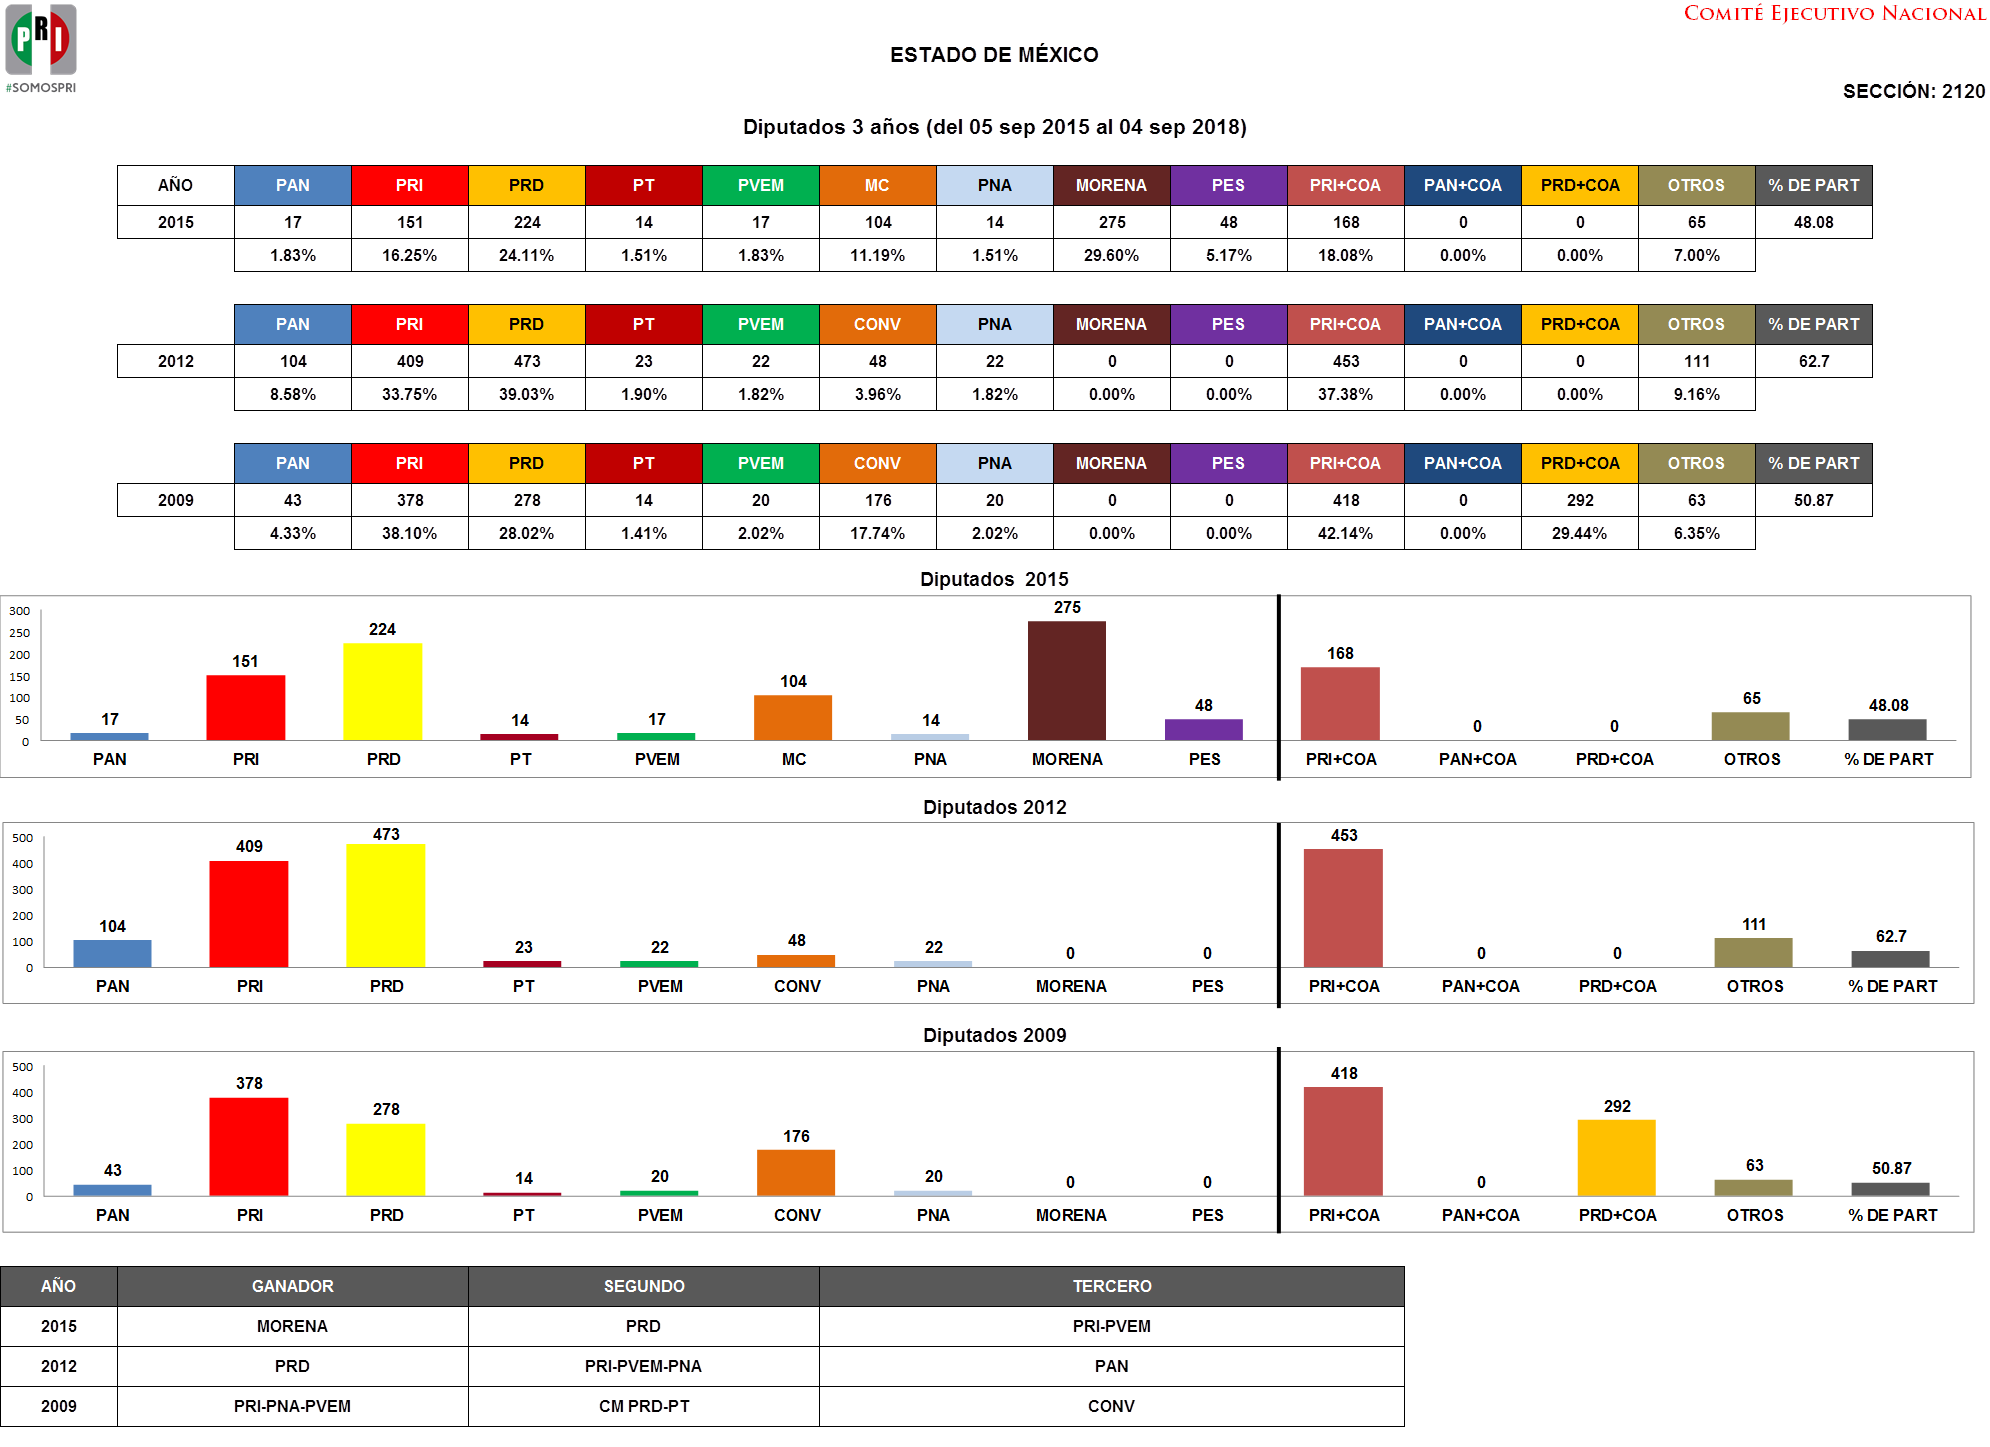 PRI
#SOMOSPRI
COMITÉ EJECUTIVO NACIONAL
ESTADO DE MÉXICO
SECCIÓN: 2120
Diputados 3 años (del 05 sep 2015 al 04 sep 2018)
AÑO PAN PRI PRD PT PVEM MC PNA MORENA PES PRI+COA PAN+COA PRD+COA OTROS % DE PART
2015 17 151 224 14 17 104 14 275 48 168 0 0 65 48.08
1.83% 16.25% 24.11% 1.51% 1.83% 11.19% 1.51% 29.60% 5.17% 18.08% 0.00% 0.00% 7.00%
PAN PRI PRD PT PVEM CONV PNA MORENA PES PRI+COA PAN+COA PRD+COA OTROS % DE PART
2012 104 409 473 23 22 48 22 0 0 453 0 0 111 62.7
8.58% 33.75% 39.03% 1.90% 1.82% 3.96% 1.82% 0.00% 0.00% 37.38% 0.00% 0.00% 9.16%
PAN PRI PRD PT PVEM CONV PNA MORENA PES PRI+COA PAN+COA PRD+COA OTROS % DE PART
2009 43 378 278 14 20 176 20 0 0 418 0 292 63 50.87
4.33% 38.10% 28.02% 1.41% 2.02% 17.74% 2.02% 0.00% 0.00% 42.14% 0.00% 29.44% 6.35%
Diputados 2015
300
250
200
150
100
50
0
17 151 224 14 17 104 14 275 48 168 0 0 65 48.08
PAN PRI PRD PT PVEM MC PNA MORENA PES PRI+COA PAN+COA PRD+COA OTROS % DE PART
Diputados 2012
500
400
300
200
100
0
104 409 473 23 22 48 22 0 0 453 0 0 111 62.7
PAN PRI PRD PT PVEM CONV PNA MORENA PES PRI+COA PAN+COA PRD+COA OTROS % DE PART
Diputados 2009
500
400
300
200
100
0
43 378 278 14 20 176 20 0 0 418 0 292 63 50.87
PAN PRI PRD PT PVEM CONV PNA MORENA PES PRI+COA PAN+COA PRD+COA OTROS % DE PART
AÑO GANADOR SEGUNDO TERCERO
2015 MORENA PRD PRI-PVEM
2012 PRD PRI-PVEM-PNA PAN
2009 PRI-PNA-PVEM CM PRD-PT CONV